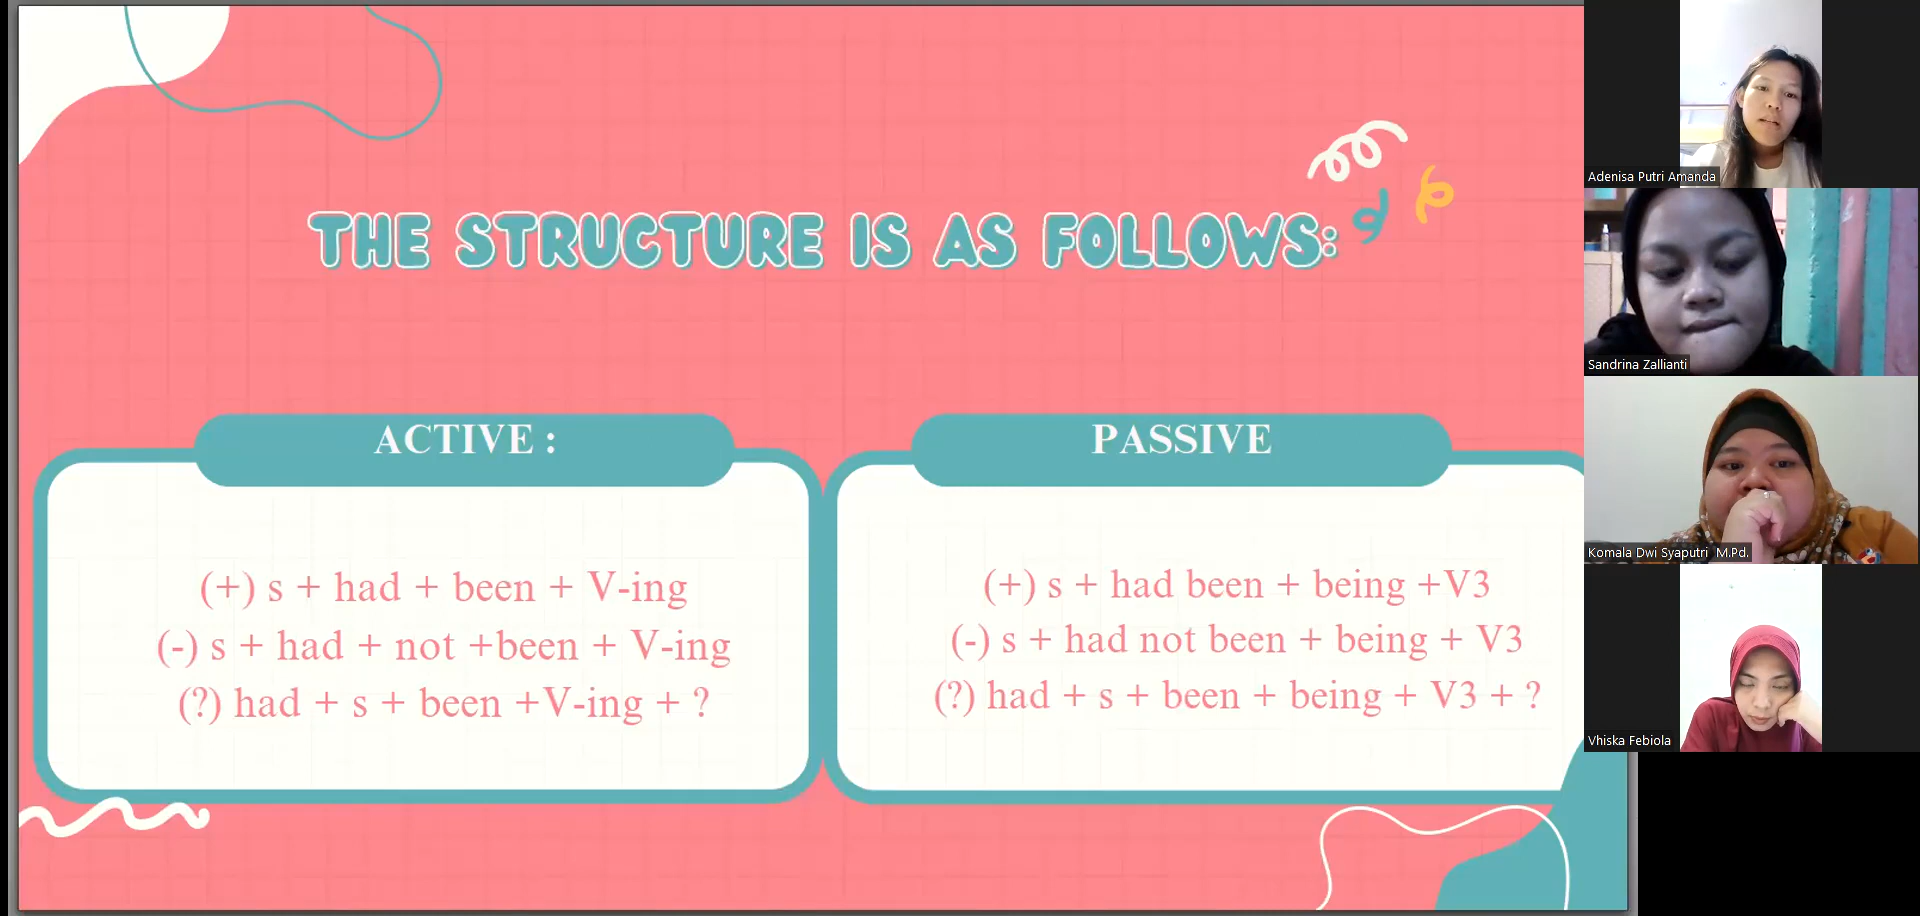 THE STRUCTURE IS AS FOLLOWS:
ACTIVE :
(+) s + had + been + V-ing
(-) s + had + not +been + V-ing
(?) had + s + been +V-ing + ?
PASSIVE
(+) s + had been + being +V3
(-) s + had not been + being + V3
(?) had + s + been + being + V3 + ?
Adenisa Putri Amanda
Sandrina Zallianti
Komala Dwi Syaputri M.Pd.
Vhiska Febiola